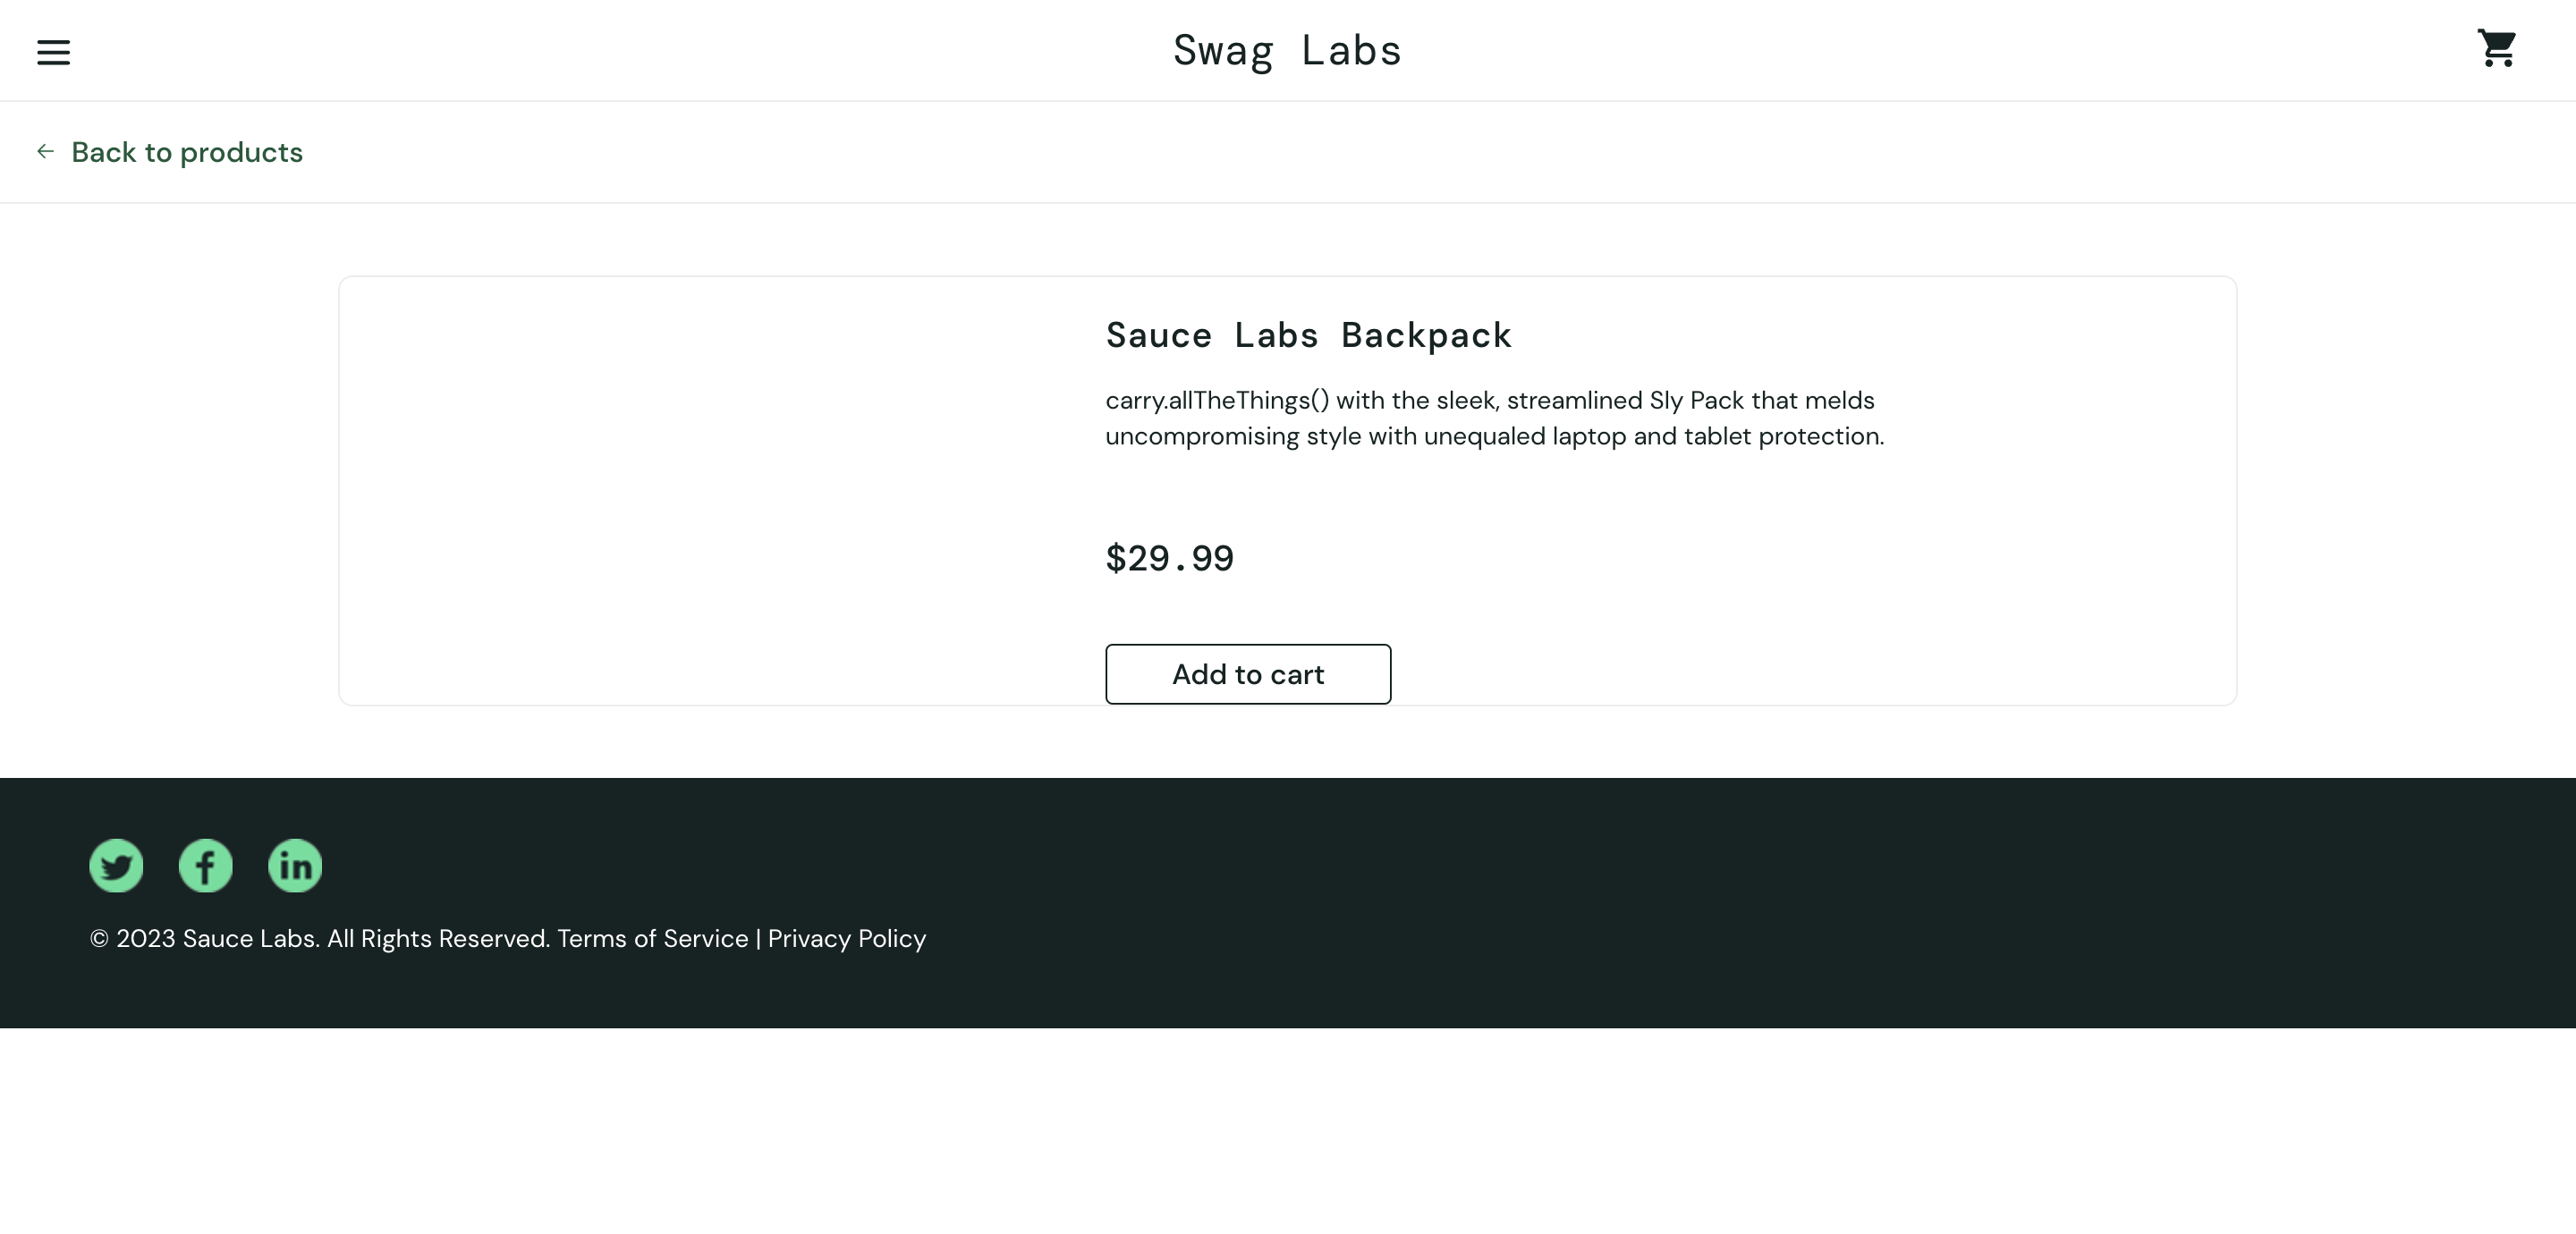 Swag Labs
Back to products
Sauce Labs Backpack
carry.allTheThings() with the sleek, streamlined Sly Pack that melds
uncompromising style with unequaled laptop and tablet protection.
$29.99
Add to cart
f in
© 2023 Sauce Labs. All Rights Reserved. Terms of Service | Privacy Policy